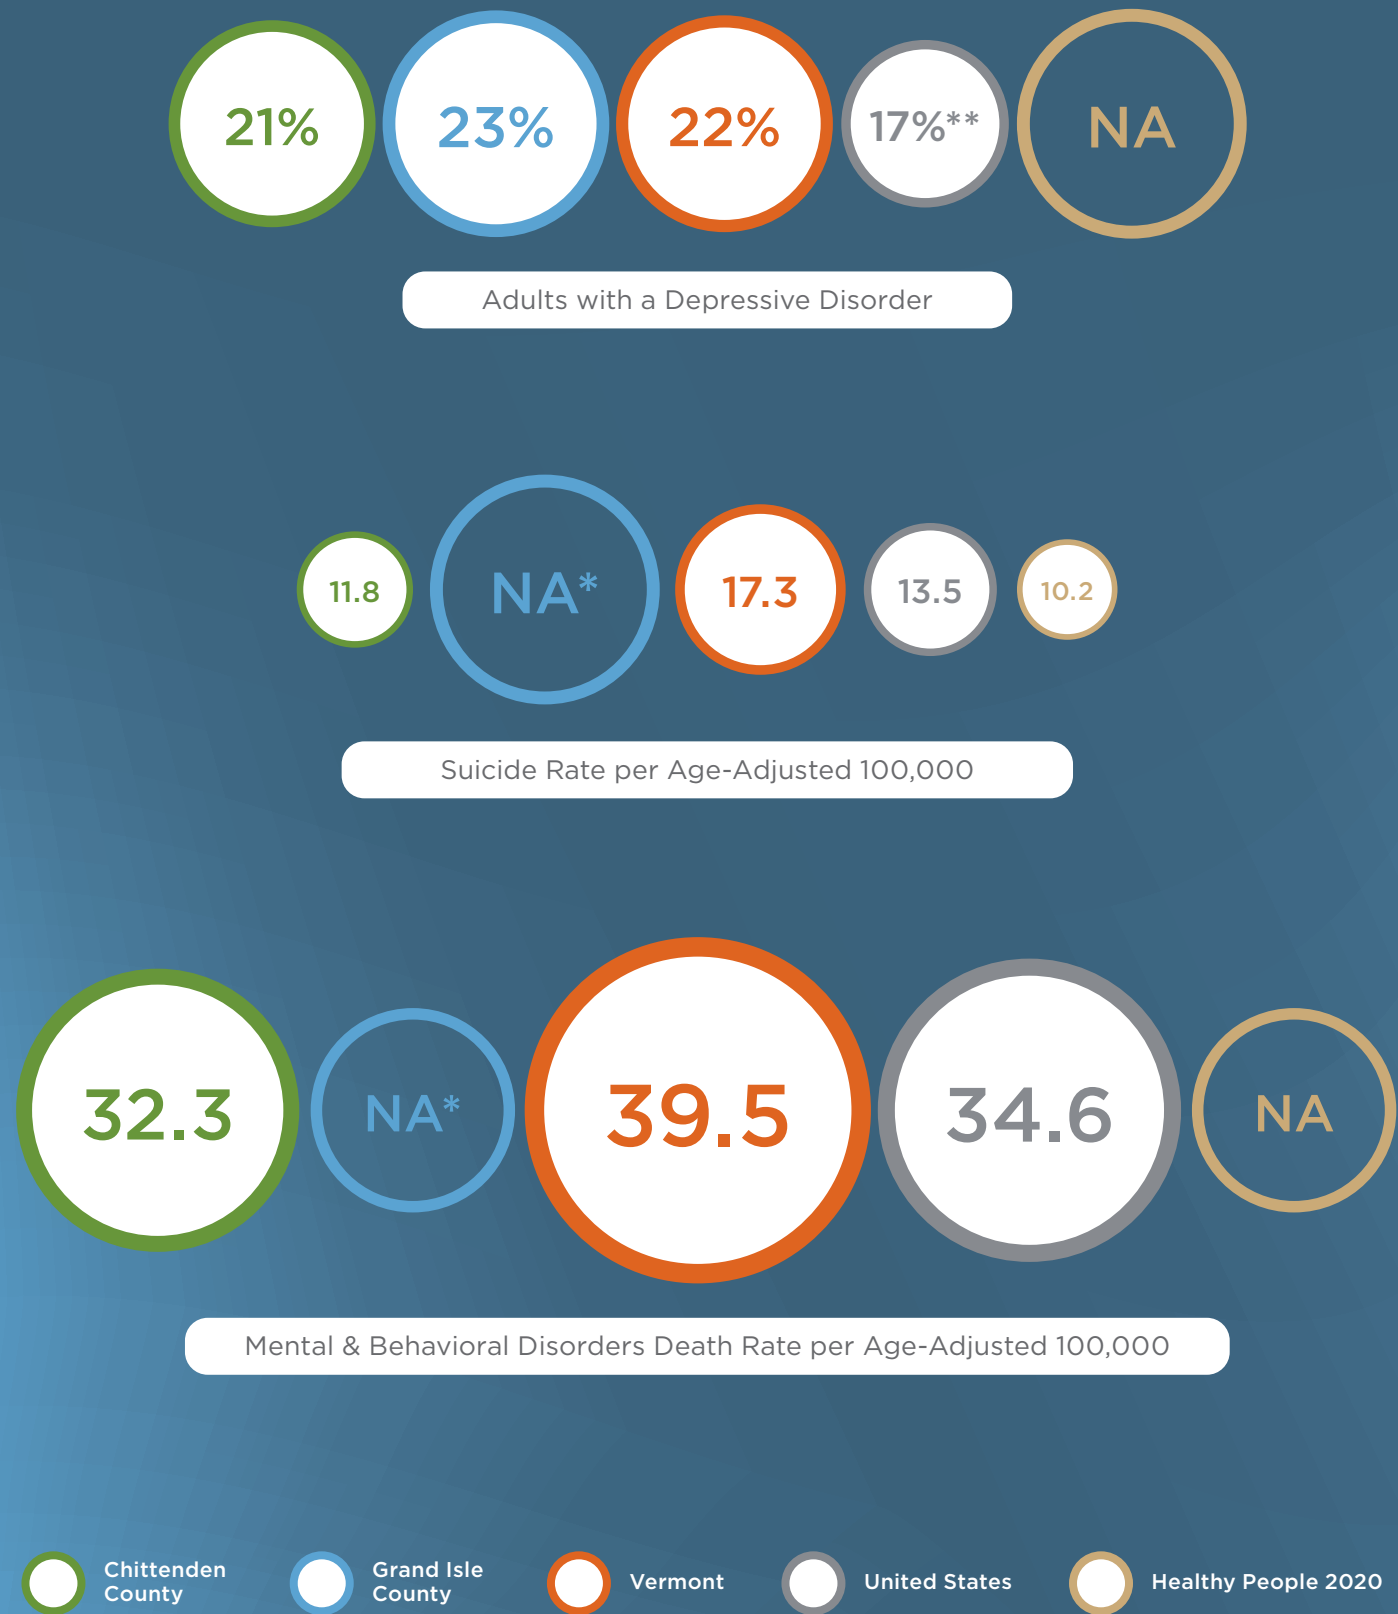 21%
23%
22%
17%**
NA
Adults with a Depressive Disorder
11.8
NA*
17.3
13.5
10.2
Suicide Rate per Age-Adjusted 100,000
32.3
NA*
39.5
34.6
NA
Mental & Behavioral Disorders Death Rate per Age-Adjusted 100,000
Chittenden
County
Grand Isle
County
Vermont
United States
Healthy People 2020